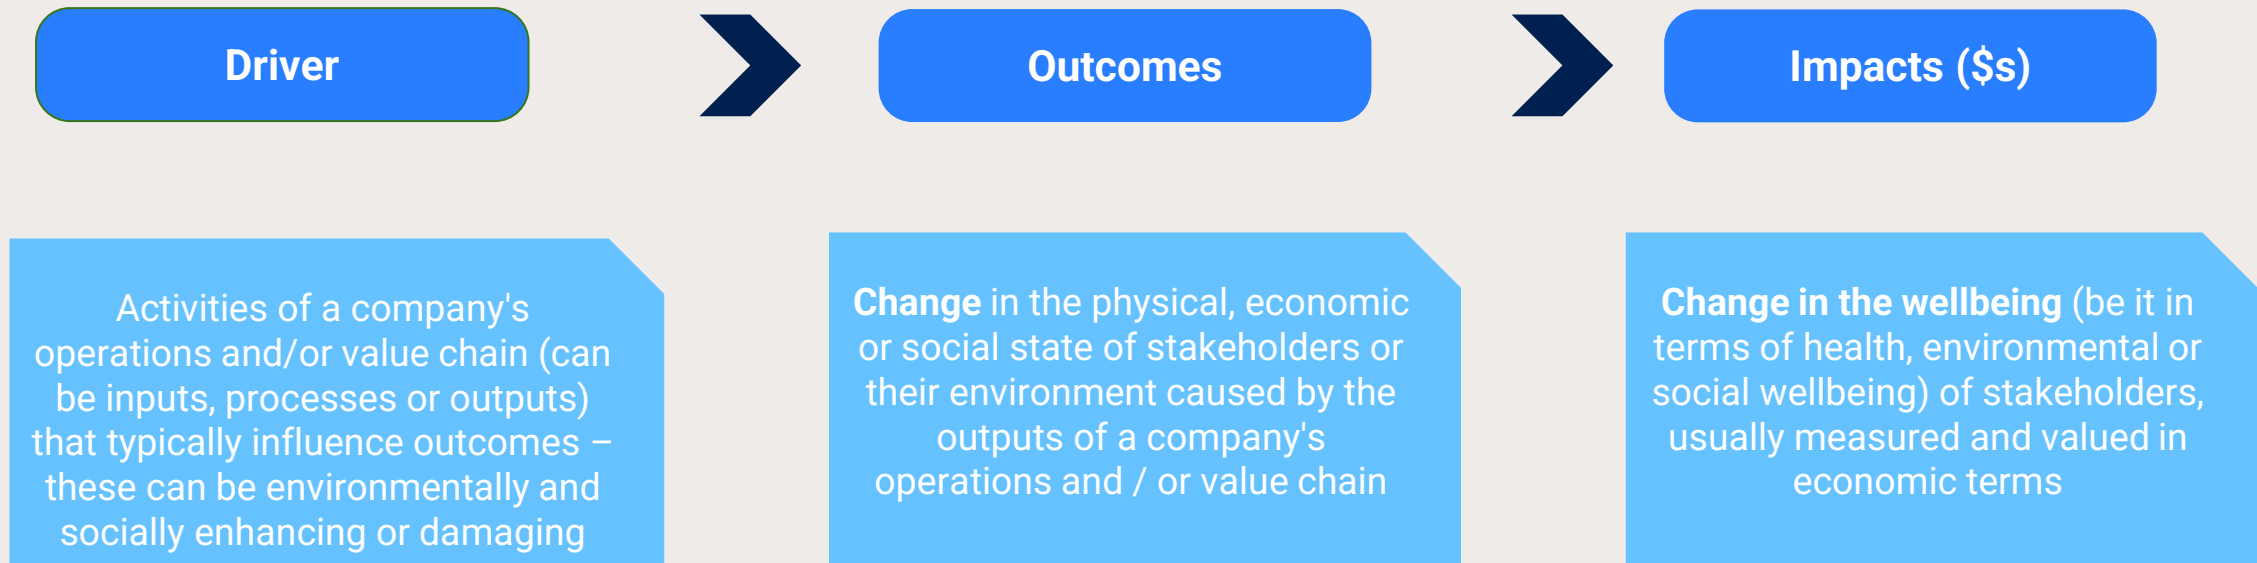 Driver
Outcomes
Impacts ($s)
Activities of a company's
operations and/or value chain (can
be inputs, processes or outputs)
that typically influence outcomes –
these can be environmentally and
socially enhancing or damaging
Change in the physical, economic
or social state of stakeholders or
their environment caused by the
outputs of a company's
operations and / or value chain
Change in the wellbeing (be it in
terms of health, environmental or
social wellbeing) of stakeholders,
usually measured and valued in
economic terms